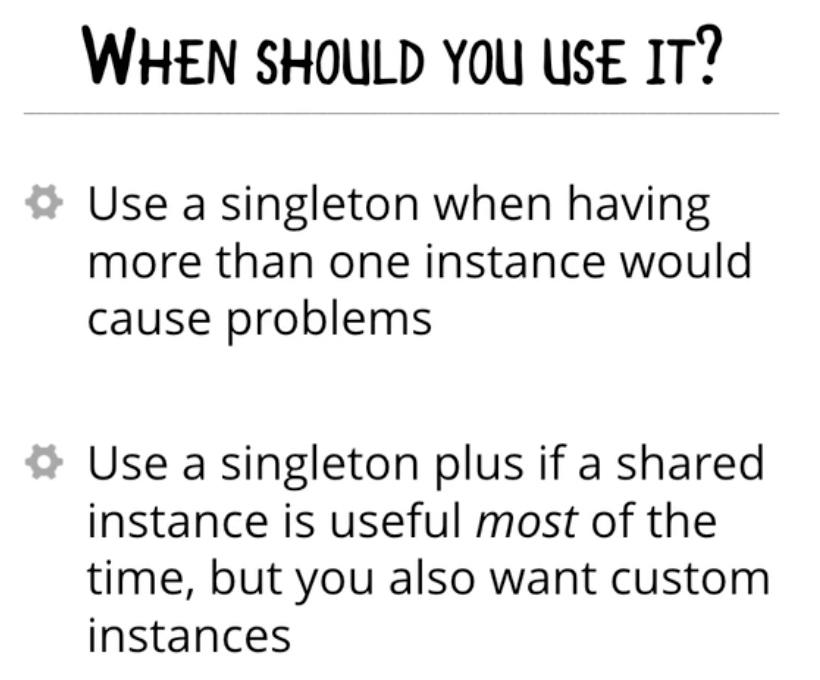 WHEN SHOULD YOU USE IT?
Use a singleton when having
more than one instance would
cause problems
Use a singleton plus if a shared
instance is useful most of the
time, but you also want custom
instances